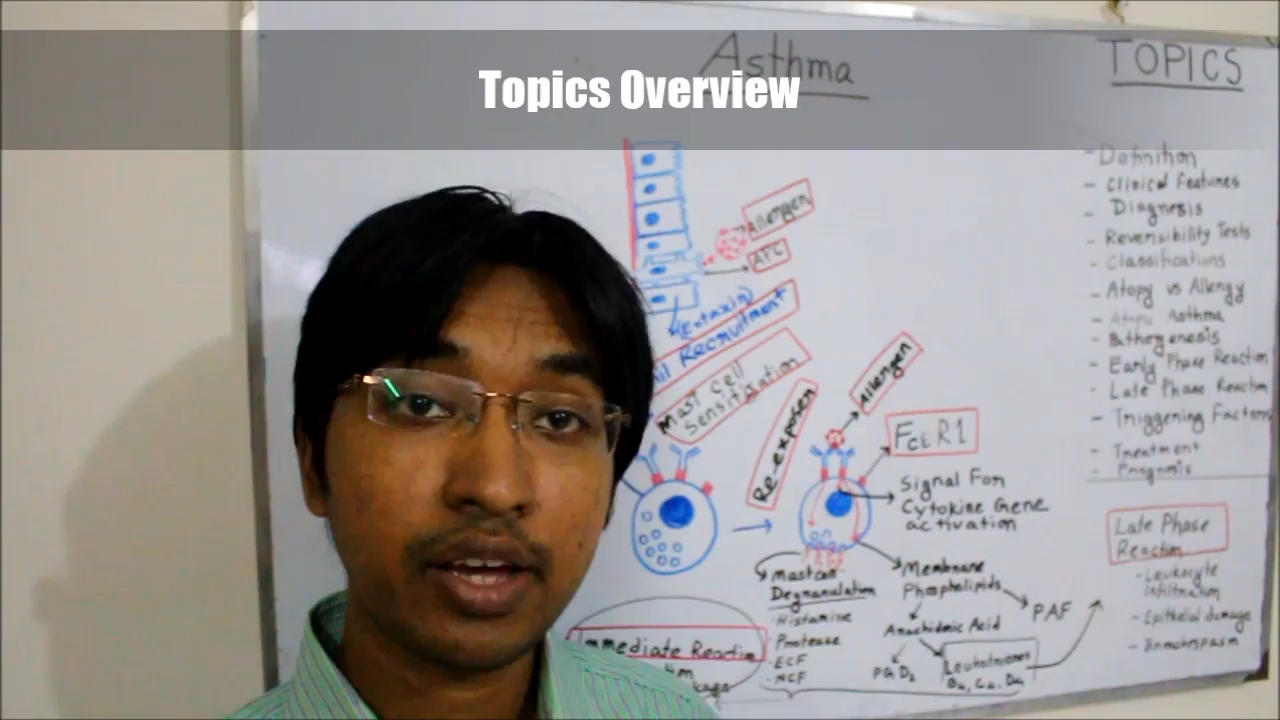 Topics Overview
Asthma
Allergen
APC
(Eotaxin)
Recruitment
Mast cell
Sensitisation
Re-exposer
Allergen
FcεR1
Signal For
Cytokine Gene
activation
Mast cell
Degranulation
Histamine
Protease
ECF
NCF
Membrane
Phospholipids
PAF
Arachidonic Acid
PGD2
Leukotrienes
B4, C4, D4
mmediate Reaction
TOPICS
- Definition
- Clinical Features
- Diagnosis
- Reversibility Tests
- Classifications
- Atopy vs Allergy
- Atopic Asthma
- Pathogenesis
- Early Phase Reaction
- Late Phase Reaction
- Triggering Factors
- Treatment
- Prognosis
Late Phase
Reaction
- Leukocyte
Infiltration
- Epithelial damage
- Bronchospasm